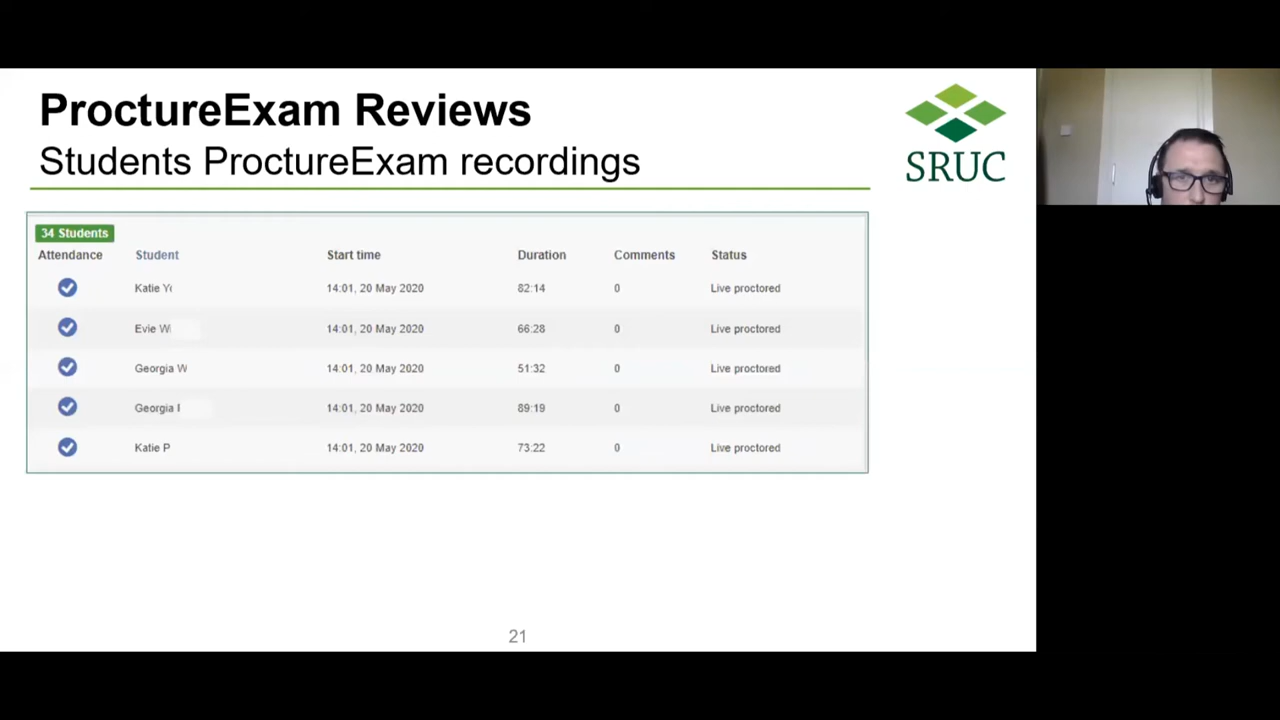 ProctureExam Reviews
Students ProctureExam recordings
SRUC
34 Students
Attendance Student Start time Duration Comments Status
Katie 14:01, 20 May 2020 82:14 0 Live proctored
Evie 14:01, 20 May 2020 66:28 0 Live proctored
Georgia W 14:01, 20 May 2020 51:32 0 Live proctored
Georgia 14:01, 20 May 2020 89:19 0 Live proctored
Katie P 14:01, 20 May 2020 73:22 0 Live proctored
21